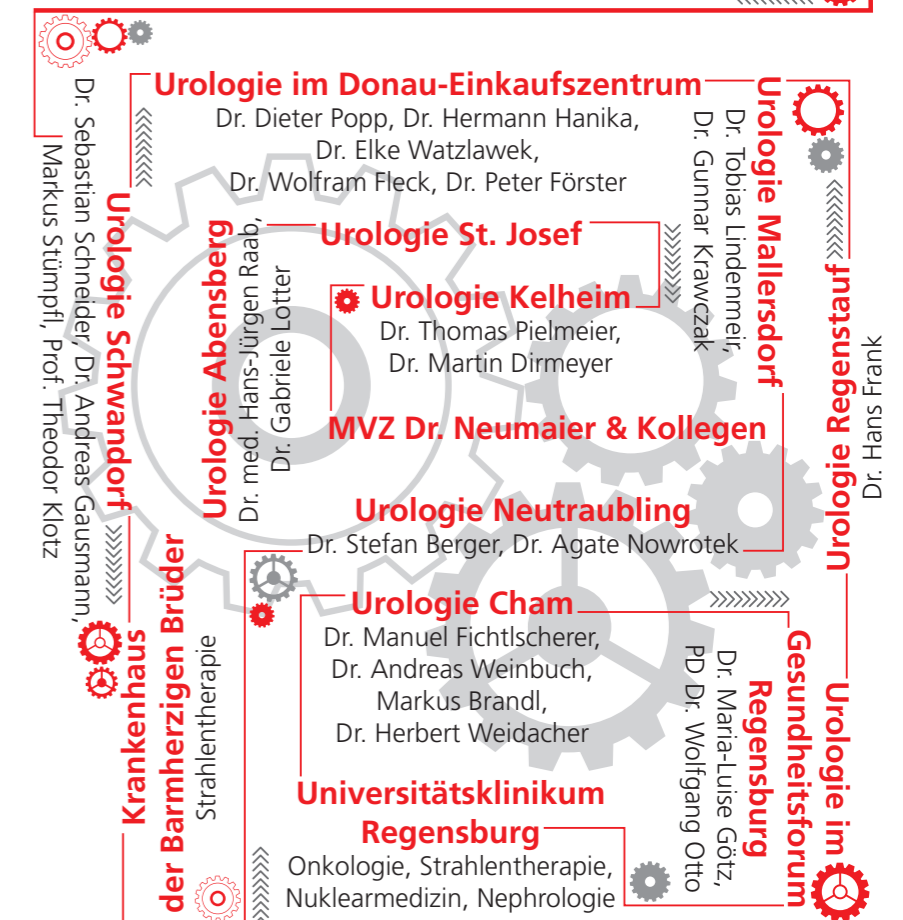 Urologie im Donau-Einkaufszentrum
Dr. Dieter Popp, Dr. Hermann Hanika,
Dr. Elke Watzlawek,
Dr. Wolfram Fleck, Dr. Peter Förster
Urologie Mallersdorf
Dr. Tobias Lindenmeir,
Dr. Gunnar Krawczak
Urologie Regenstauf
Dr. Hans Frank
Urologie Schwandorf
Dr. Sebastian Schneider, Dr. Andreas Gausmann,
Markus Stümpfl, Prof. Theodor Klotz
Urologie Abensberg
Dr. med. Hans-Jürgen Raab,
Dr. Gabriele Lotter
Urologie St. Josef
Urologie Kelheim
Dr. Thomas Pielmeier,
Dr. Martin Dirmeyer
MVZ Dr. Neumaier & Kollegen
Urologie Neutraubling
Dr. Stefan Berger, Dr. Agate Nowrotek
Krankenhaus
der Barmherzigen Brüder
Strahlentherapie
Urologie Cham
Dr. Manuel Fichtlscherer,
Dr. Andreas Weinbuch,
Markus Brandl,
Dr. Herbert Weidacher
Urologie im
Gesundheitsforum
Regensburg
Dr. Maria-Luise Götz,
PD Dr. Wolfgang Otto
Universitätsklinikum
Regensburg
Onkologie, Strahlentherapie,
Nuklearmedizin, Nephrologie